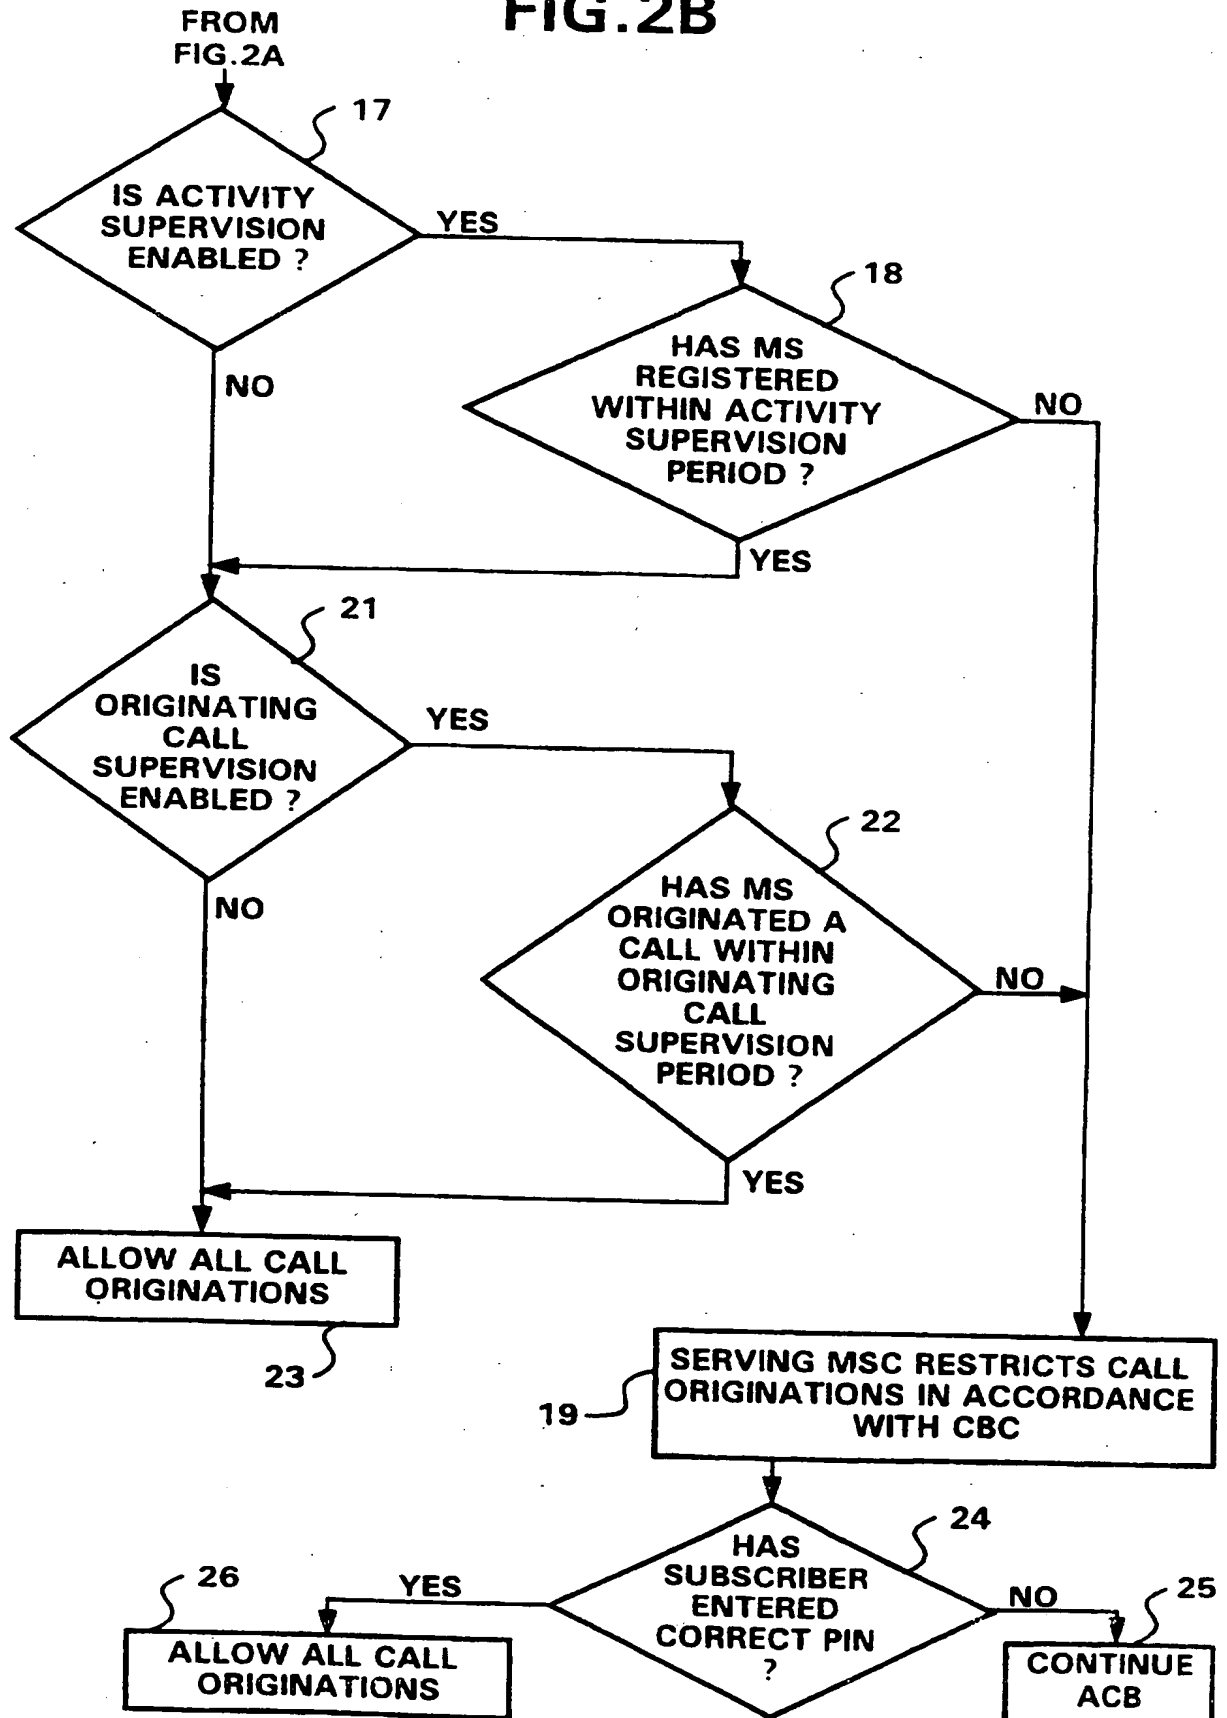 FIG.2B
FROM
FIG.2A
17
IS ACTIVITY
SUPERVISION
ENABLED ?
YES
NO
18
HAS MS
REGISTERED
WITHIN ACTIVITY
SUPERVISION
PERIOD ?
NO
YES
21
IS
ORIGINATING
CALL
SUPERVISION
ENABLED ?
YES
NO
22
HAS MS
ORIGINATED A
CALL WITHIN
ORIGINATING
CALL
SUPERVISION
PERIOD ?
NO
YES
ALLOW ALL CALL
ORIGINATIONS
23
SERVING MSC RESTRICTS CALL
ORIGINATIONS IN ACCORDANCE
WITH CBC
19
24
HAS
SUBSCRIBER
ENTERED
CORRECT PIN
?
YES
NO
26
ALLOW ALL CALL
ORIGINATIONS
25
CONTINUE
ACB